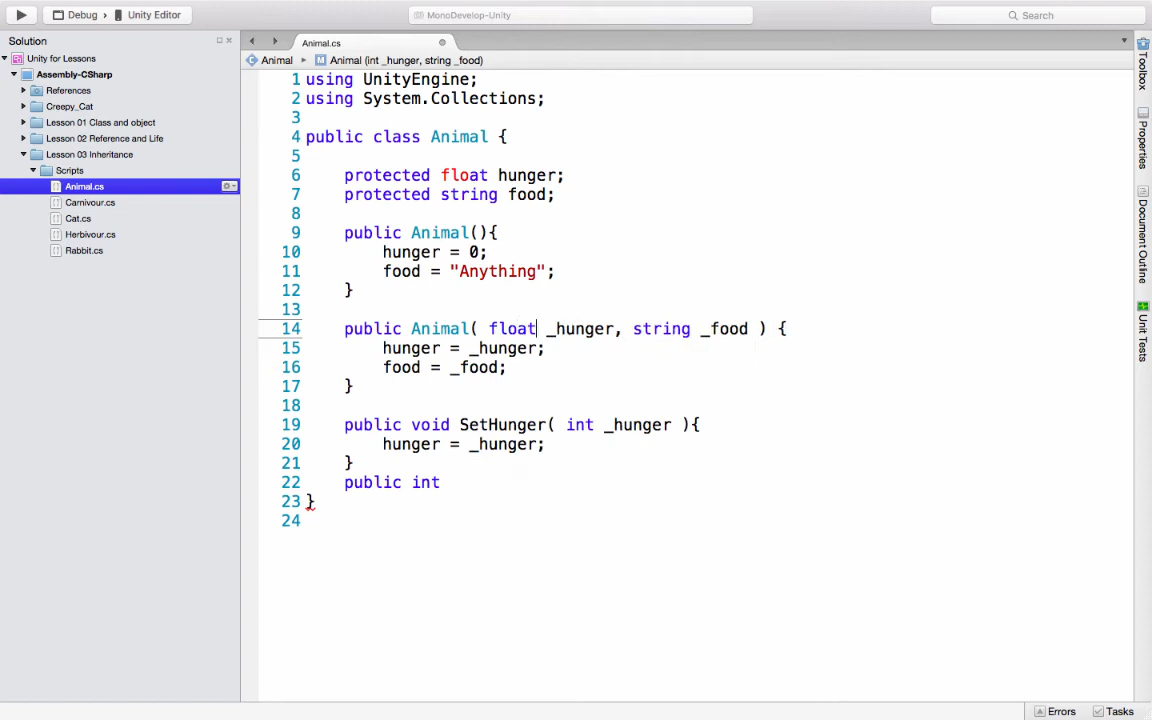 Debug › Unity Editor
MonoDevelop-Unity
Search
Solution
Unity for Lessons
Assembly-CSharp
References
Creepy_Cat
Lesson 01 Class and object
Lesson 02 Reference and Life
Lesson 03 Inheritance
Scripts
Animal.cs
Carnivour.cs
Cat.cs
Herbivour.cs
Rabbit.cs
Animal.cs
Animal ▸ Animal (int _hunger, string _food)
1 using UnityEngine;
2 using System.Collections;
3
4 public class Animal {
5
6 protected float hunger;
7 protected string food;
8
9 public Animal(){
10 hunger = 0;
11 food = "Anything";
12 }
13
14 public Animal( float _hunger, string _food ) {
15 hunger = _hunger;
16 food = _food;
17 }
18
19 public void SetHunger( int _hunger ){
20 hunger = _hunger;
21 }
22 public int
23 }
24
Toolbox
Properties
Document Outline
Unit Tests
Errors
Tasks